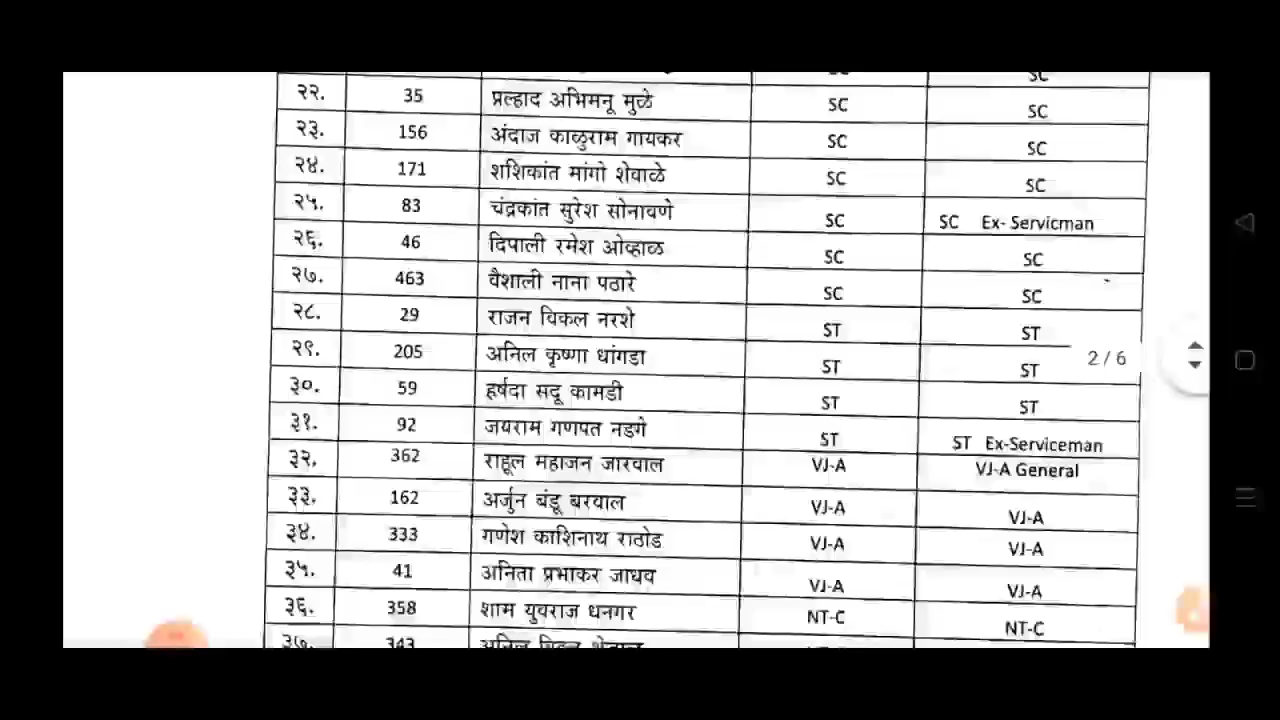 SC SC
२२. 35 प्रल्हाद अभिमनू मुळे SC SC
२३. 156 अंदाज काळुराम गायकर SC SC
२४. 171 शशिकांत मांगो शेवाळे SC SC
२५. 83 चंद्रकांत सुरेश सोनावणे SC SC Ex- Servicman
२६. 46 दिपाली रमेश ओव्हाळ SC SC
२७. 463 वैशाली नाना पठारे SC SC
२८. 29 राजन विकल नरशे ST ST
२९. 205 अनिल कृष्णा धांगडा ST ST
2 / 6
३०. 59 हर्षदा सदू कामडी ST ST
३१. 92 जयराम गणपत नडगे ST ST Ex-Serviceman
३२. 362 राहूल महाजन जारवाल VJ-A VJ-A General
३३. 162 अर्जुन बंडू बरवाल VJ-A VJ-A
३४. 333 गणेश काशिनाथ राठोड VJ-A VJ-A
३५. 41 अनिता प्रभाकर जाधव VJ-A VJ-A
३६. 358 शाम युवराज धनगर NT-C NT-C
३७. 343 अनिल